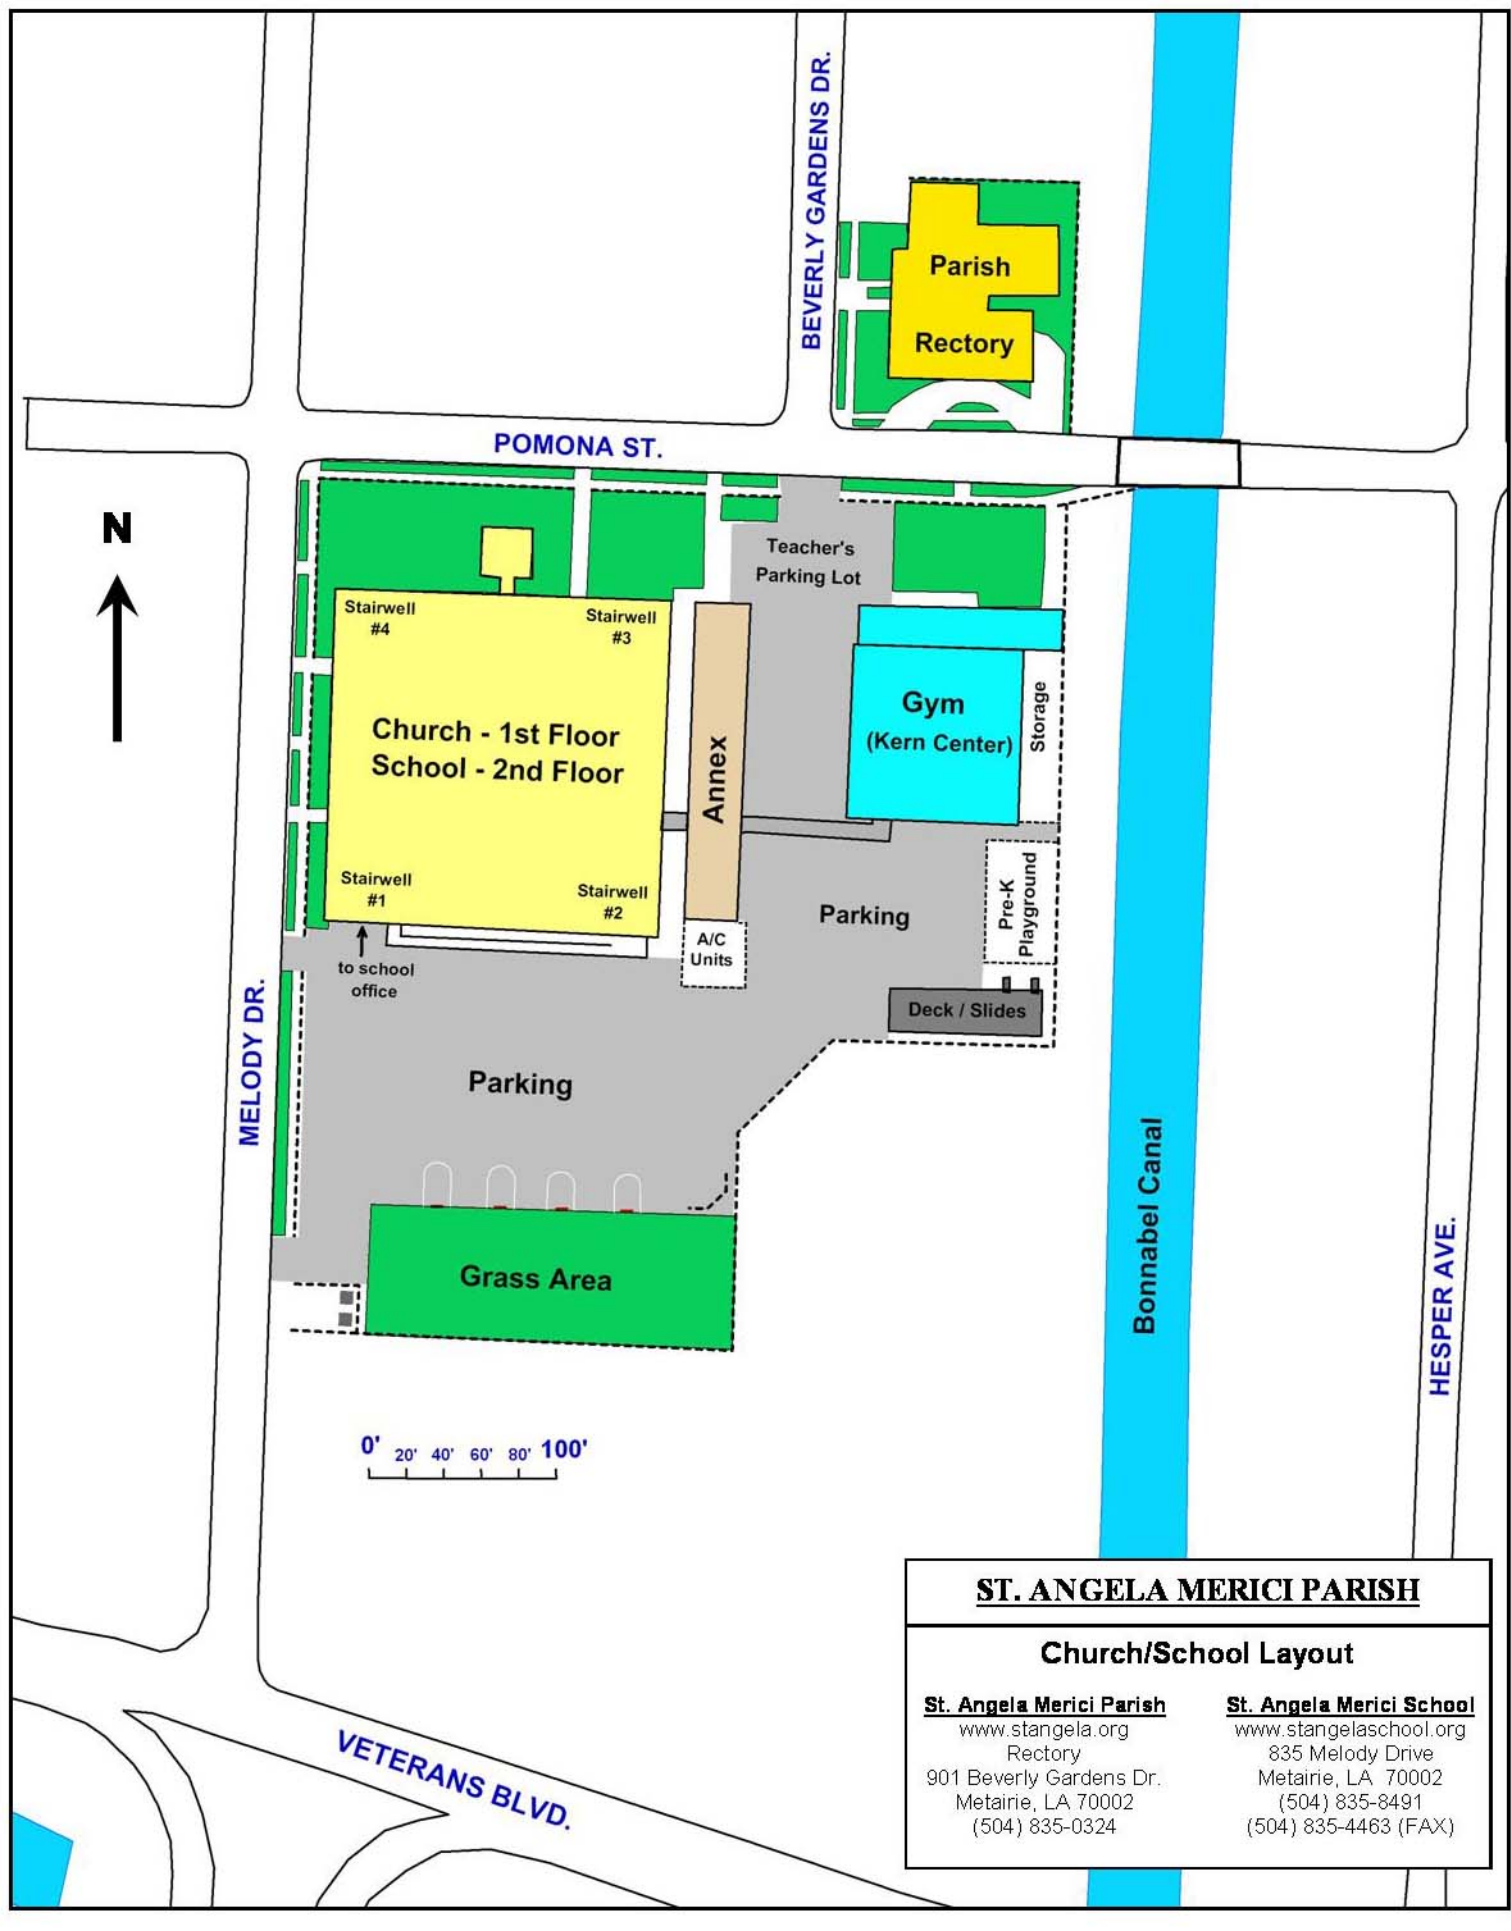 BEVERLY GARDENS DR.
Parish
Rectory
POMONA ST.
N
Teacher's
Parking Lot
Stairwell
#4
Stairwell
#3
Church - 1st Floor
School - 2nd Floor
Annex
Gym
(Kern Center)
Storage
Stairwell
#1
Stairwell
#2
Parking
Pre-K
Playground
A/C
Units
to school
office
Deck / Slides
MELODY DR.
Parking
Bonnabel Canal
Grass Area
HESPER AVE.
0' 20' 40' 60' 80' 100'
VETERANS BLVD.
ST. ANGELA MERICI PARISH
Church/School Layout
St. Angela Merici Parish
www.stangela.org
Rectory
901 Beverly Gardens Dr.
Metairie, LA 70002
(504) 835-0324
St. Angela Merici School
www.stangelaschool.org
835 Melody Drive
Metairie, LA 70002
(504) 835-8491
(504) 835-4463 (FAX)